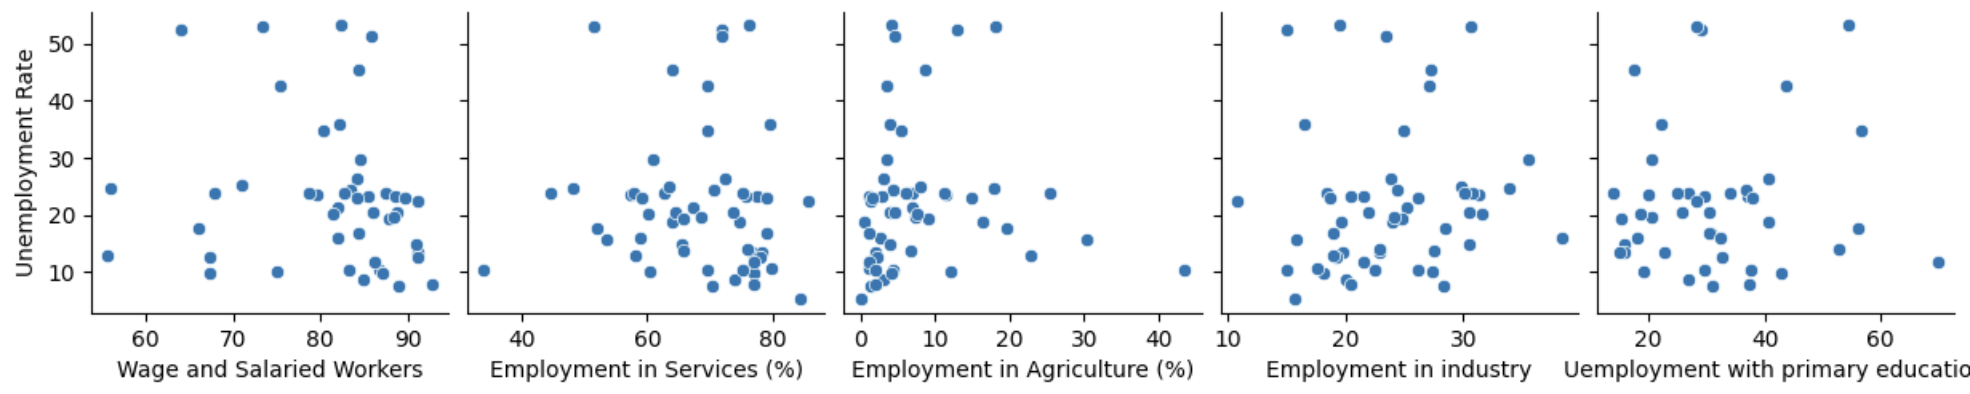 Unemployment Rate
50
40
30
20
10
60 70 80 90
40 60 80
0 10 20 30 40
10 20 30
20 40 60
Wage and Salaried Workers
Employment in Services (%)
Employment in Agriculture (%)
Employment in industry
Uemployment with primary educatio